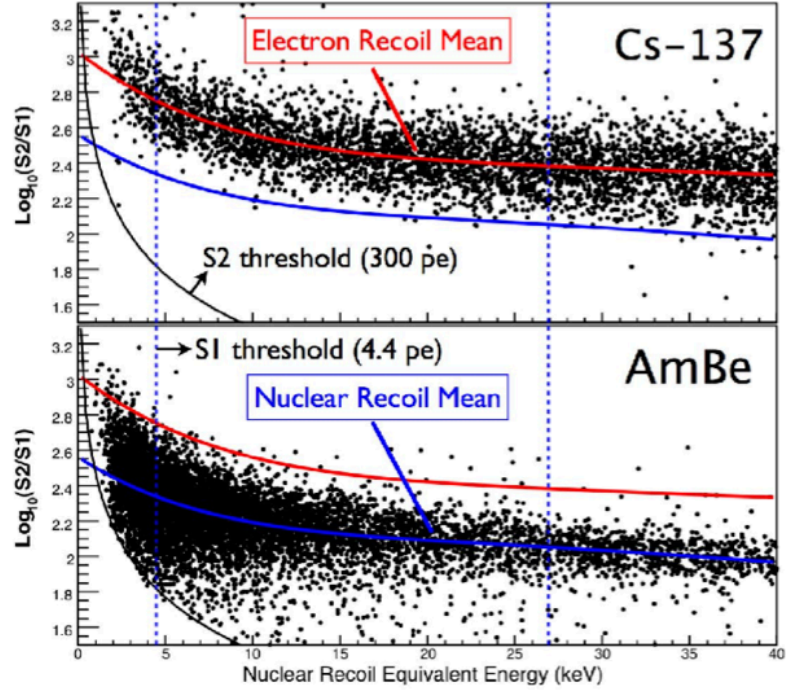 3.2
3
2.8
2.6
2.4
2.2
2
1.8
1.6
Log10(S2/S1)
Electron Recoil Mean
Cs-137
S2 threshold (300 pe)
3.2
3
2.8
2.6
2.4
2.2
2
1.8
1.6
Log10(S2/S1)
S1 threshold (4.4 pe)
AmBe
Nuclear Recoil Mean
0 5 10 15 20 25 30 35 40
Nuclear Recoil Equivalent Energy (keV)